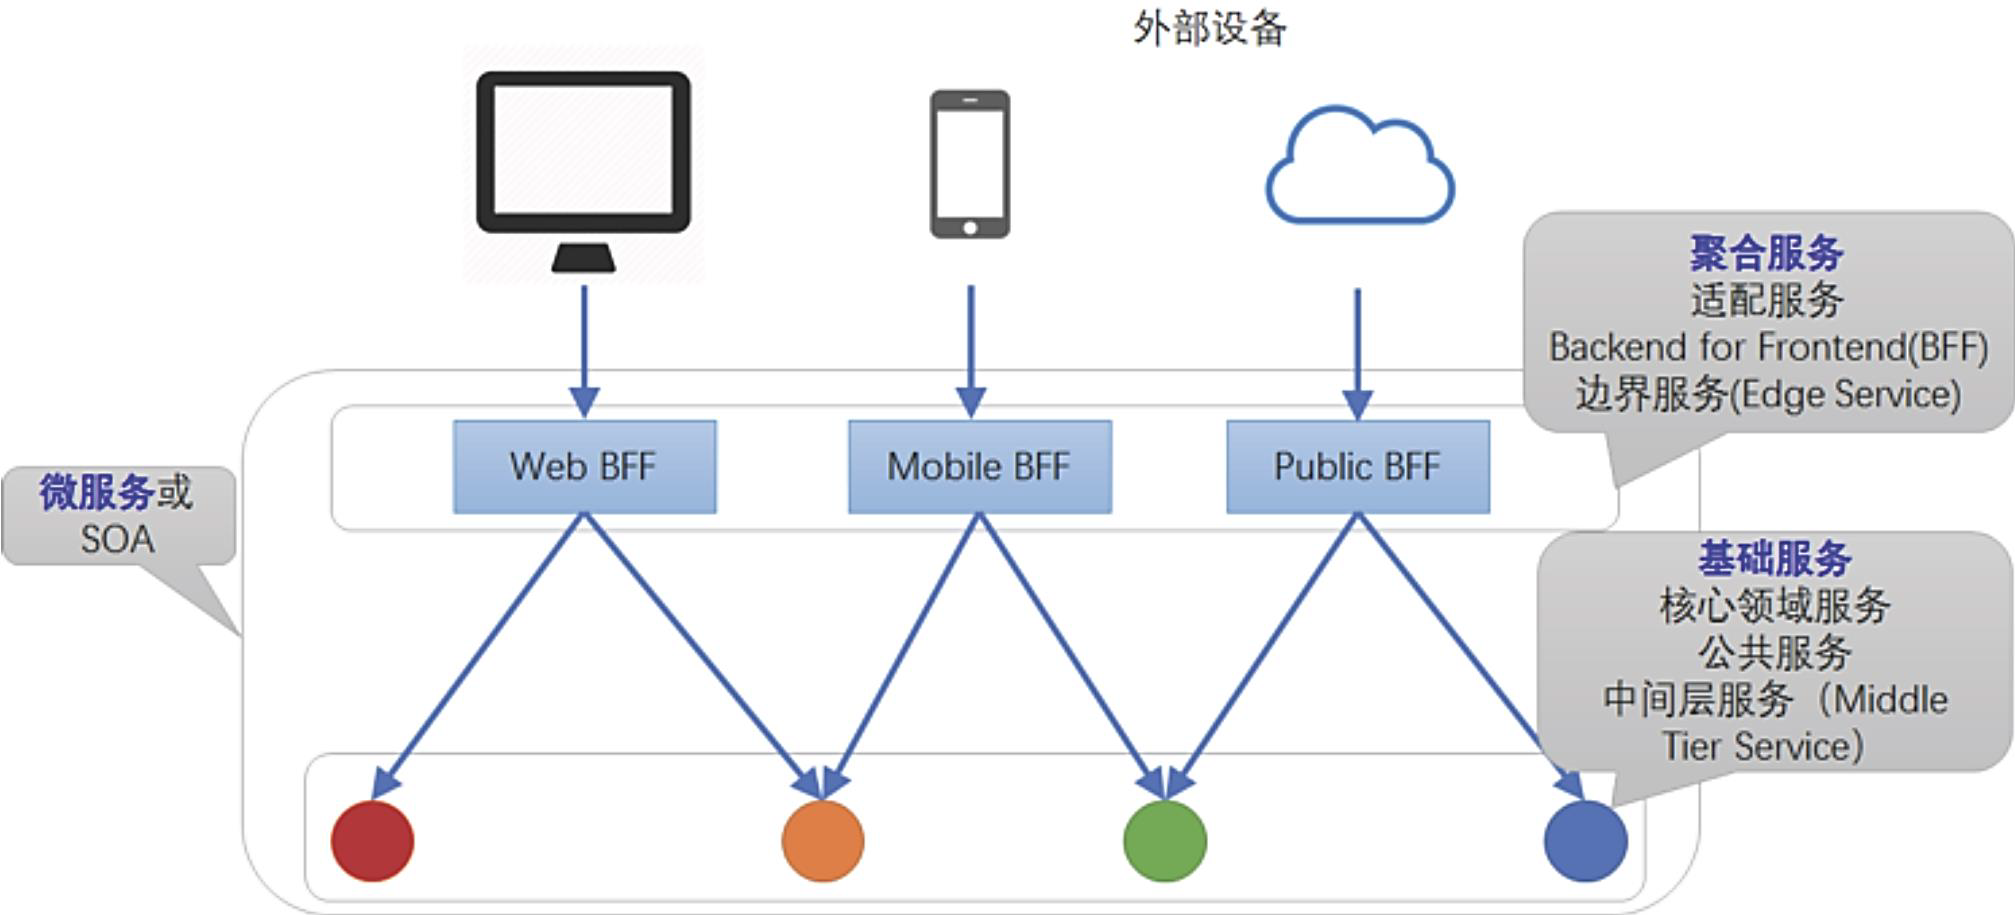 外部设备
聚合服务
适配服务
Backend for Frontend(BFF)
边界服务(Edge Service)
Web BFF
Mobile BFF
Public BFF
微服务或
SOA
基础服务
核心领域服务
公共服务
中间层服务（Middle
Tier Service）